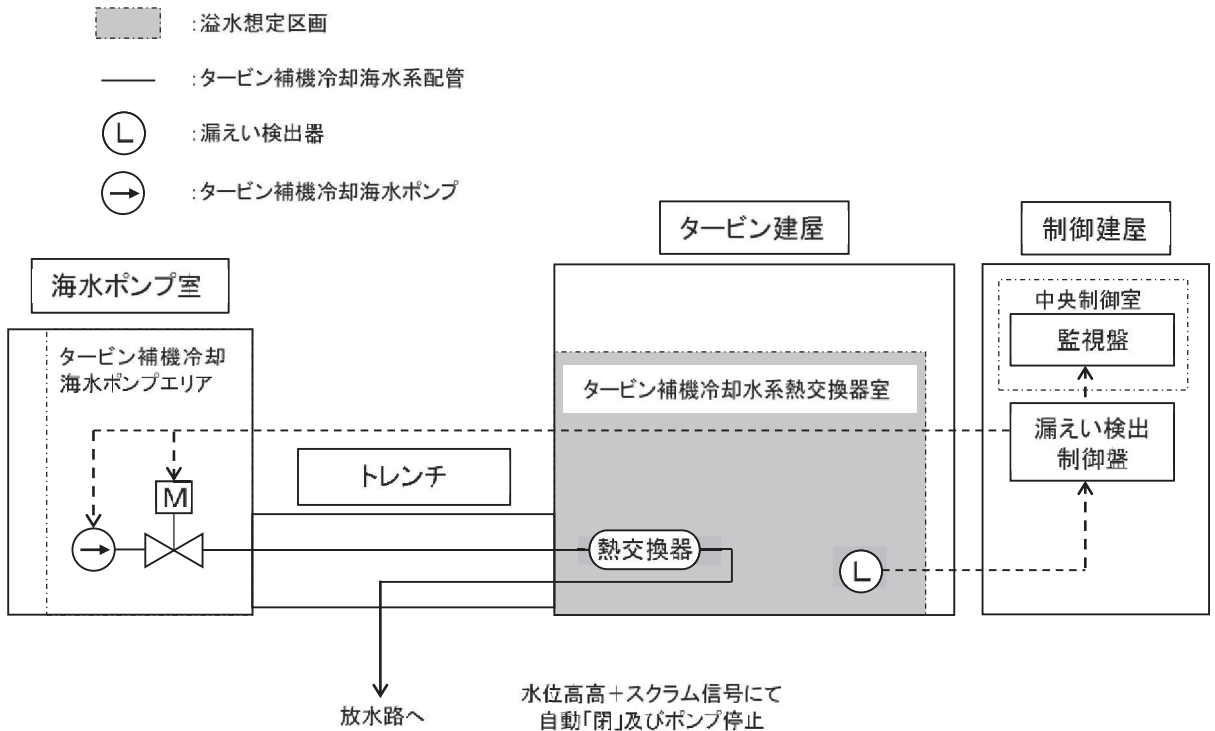 :溢水想定区画
:タービン補機冷却海水系配管
L
:漏えい検出器
:タービン補機冷却海水ポンプ
タービン建屋
制御建屋
海水ポンプ室
中央制御室
監視盤
タービン補機冷却
海水ポンプエリア
タービン補機冷却水系熱交換器室
漏えい検出
制御盤
トレンチ
M
熱交換器
L
放水路へ
水位高高+スクラム信号にて
自動「閉」及びポンプ停止